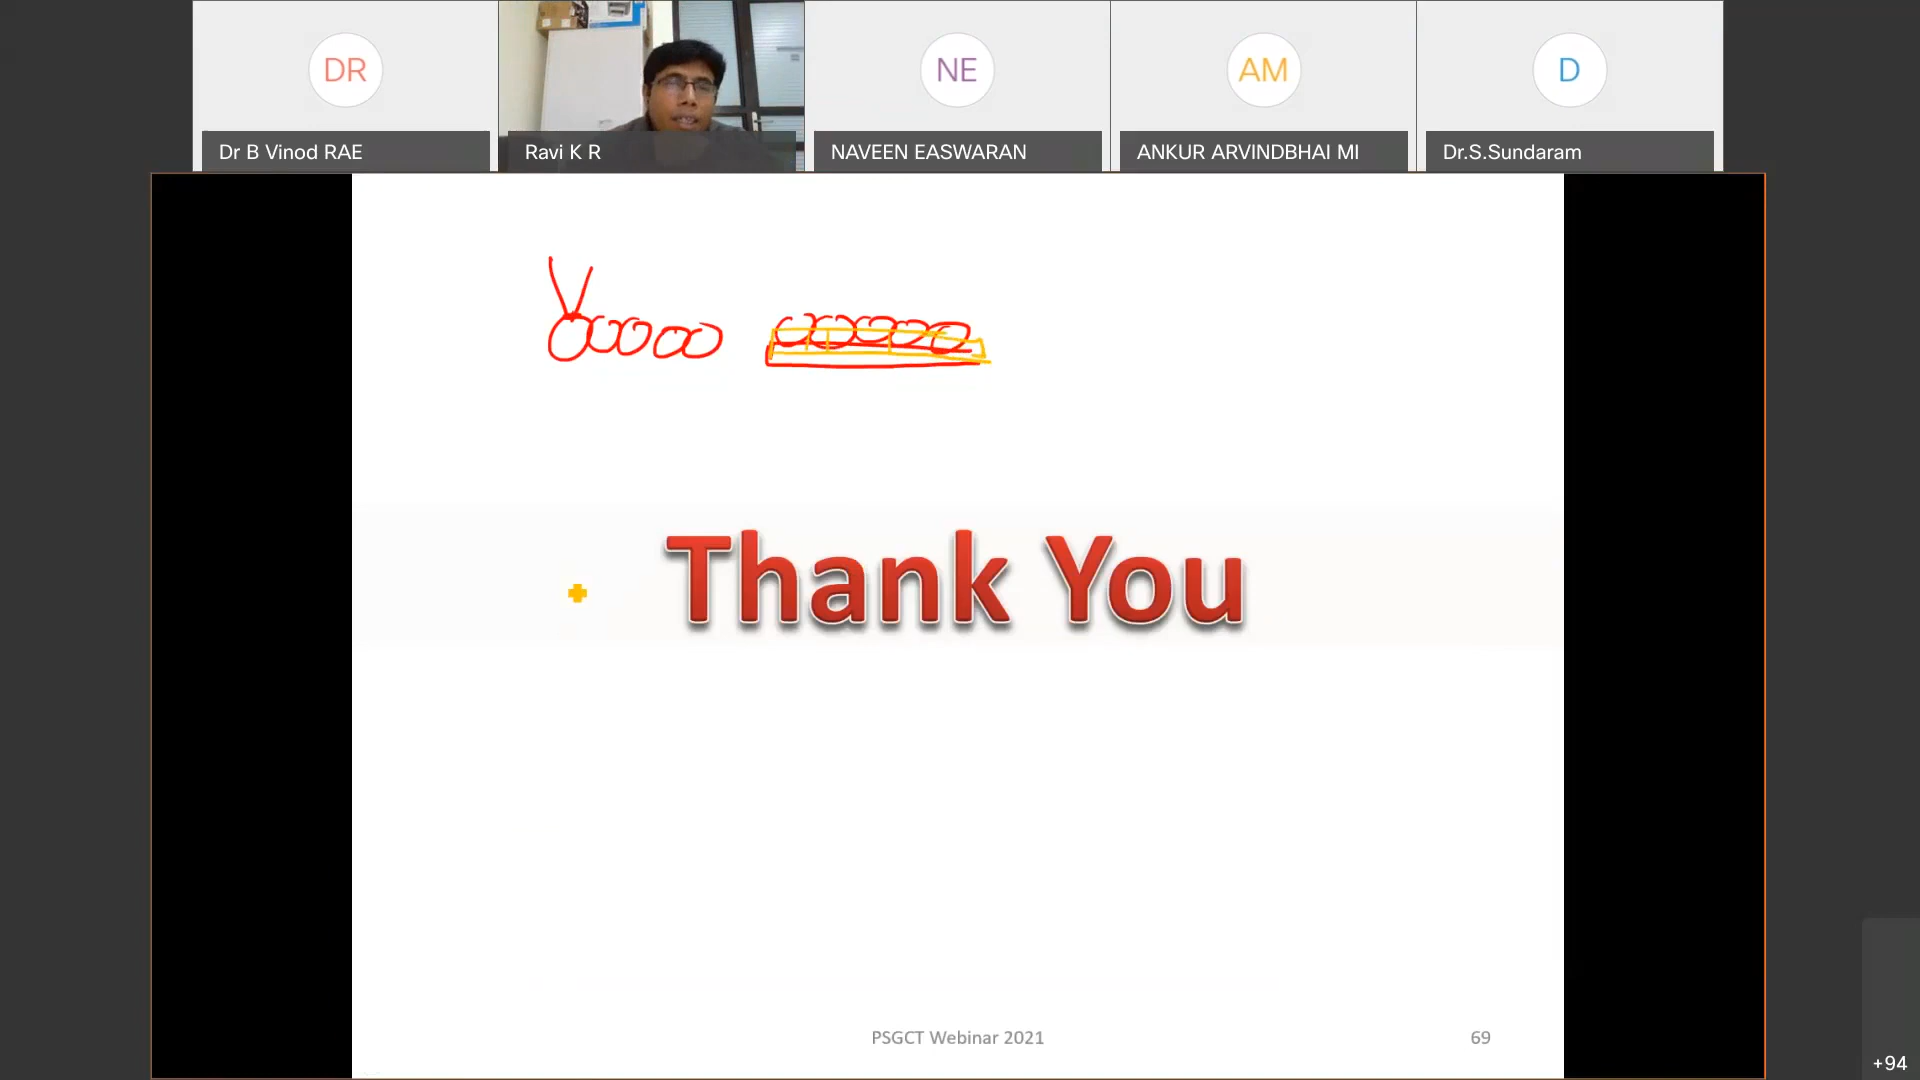 DR
NE
AM
D
Dr B Vinod RAE
Ravi K R
NAVEEN EASWARAN
ANKUR ARVINDBHAI MI
Dr.S.Sundaram
Thank You
PSGCT Webinar 2021
69
+94